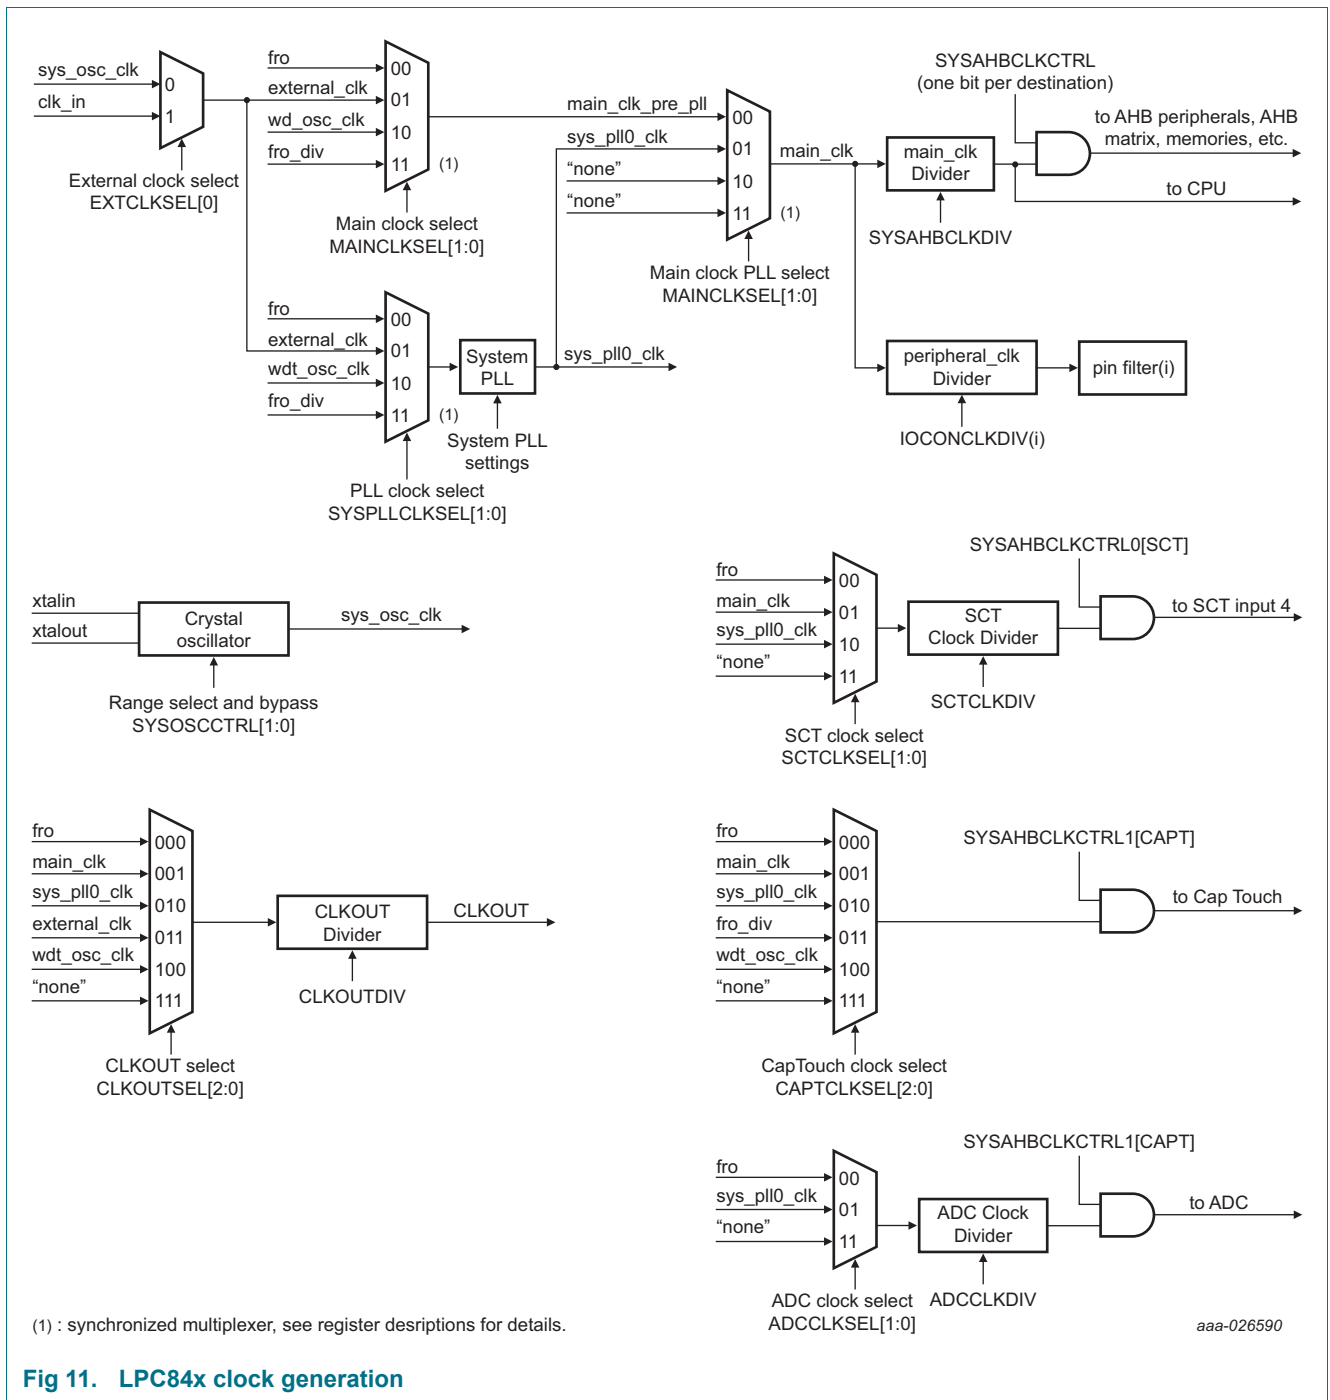 sys_osc_clk
clk_in
0
1
External clock select
EXTCLKSEL[0]
fro
external_clk
wd_osc_clk
fro_div
00
01
10
11
(1)
Main clock select
MAINCLKSEL[1:0]
main_clk_pre_pll
sys_pll0_clk
“none”
“none”
00
01
10
11
(1)
Main clock PLL select
MAINCLKSEL[1:0]
main_clk
main_clk
Divider
SYSAHBCLKDIV
SYSAHBCLKCTRL
(one bit per destination)
to AHB peripherals, AHB
matrix, memories, etc.
to CPU
fro
external_clk
wdt_osc_clk
fro_div
00
01
10
11
(1)
PLL clock select
SYSPLLCLKSEL[1:0]
System
PLL
System PLL
settings
sys_pll0_clk
peripheral_clk
Divider
IOCONCLKDIV(i)
pin filter(i)
xtalin
xtalout
Crystal
oscillator
sys_osc_clk
Range select and bypass
SYSOSCCTRL[1:0]
fro
main_clk
sys_pll0_clk
“none”
00
01
10
11
SCT clock select
SCTCLKSEL[1:0]
SCT
Clock Divider
SCTCLKDIV
SYSAHBCLKCTRL0[SCT]
to SCT input 4
fro
main_clk
sys_pll0_clk
external_clk
wdt_osc_clk
“none”
000
001
010
011
100
111
CLKOUT select
CLKOUTSEL[2:0]
CLKOUT
Divider
CLKOUTDIV
CLKOUT
fro
main_clk
sys_pll0_clk
fro_div
wdt_osc_clk
“none”
000
001
010
011
100
111
CapTouch clock select
CAPTCLKSEL[2:0]
SYSAHBCLKCTRL1[CAPT]
to Cap Touch
fro
sys_pll0_clk
“none”
00
01
11
ADC clock select
ADCCLKSEL[1:0]
ADC Clock
Divider
ADCCLKDIV
SYSAHBCLKCTRL1[CAPT]
to ADC
(1) : synchronized multiplexer, see register desriptions for details.
aaa-026590
Fig 11. LPC84x clock generation